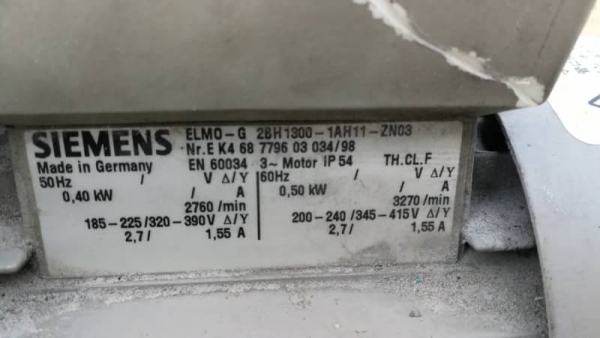 SIEMENS ELMO-G 2BH1300-1AH11-ZN03
Nr.E K4 68 7796 03 034/98
Made in Germany EN 60034 3~ Motor IP 54 TH.CL.F
50Hz / V Δ/Y 60Hz / V Δ/Y
0,40 kW / A 0,50 kW / A
2760 /min 3270 /min
185-225/320-390V Δ/Y 200-240/345-415V Δ/Y
2,7/ 1,55 A 2,7/ 1,55 A